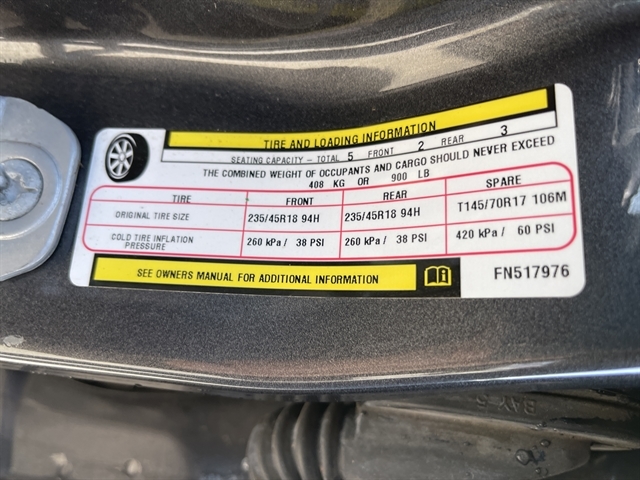 TIRE AND LOADING INFORMATION
SEATING CAPACITY - TOTAL 5 FRONT 2 REAR 3
THE COMBINED WEIGHT OF OCCUPANTS AND CARGO SHOULD NEVER EXCEED
408 KG OR 900 LB
TIRE FRONT REAR SPARE
ORIGINAL TIRE SIZE 235/45R18 94H 235/45R18 94H T145/70R17 106M
COLD TIRE INFLATION PRESSURE 260 kPa / 38 PSI 260 kPa / 38 PSI 420 kPa / 60 PSI
SEE OWNERS MANUAL FOR ADDITIONAL INFORMATION
FN517976